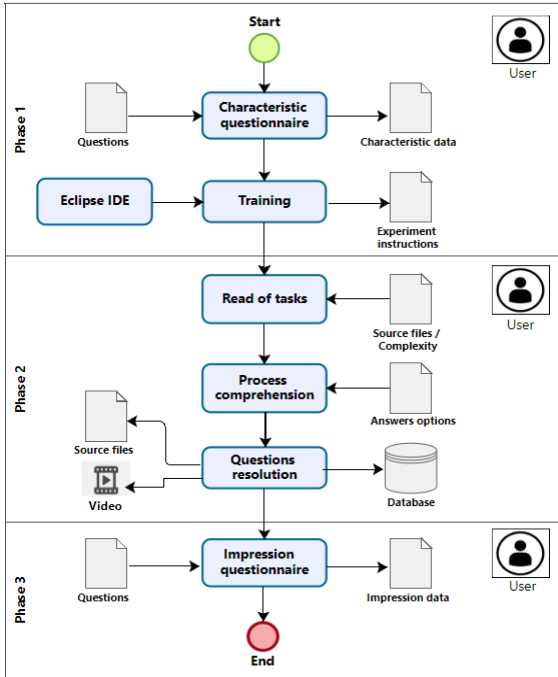 Start
User
Phase 1
Questions
Characteristic
questionnaire
Characteristic data
Eclipse IDE
Training
Experiment
instructions
Phase 2
Read of tasks
Source files /
Complexity
User
Process
comprehension
Answers options
Source files
Video
Questions
resolution
Database
Phase 3
Questions
Impression
questionnaire
Impression data
User
End